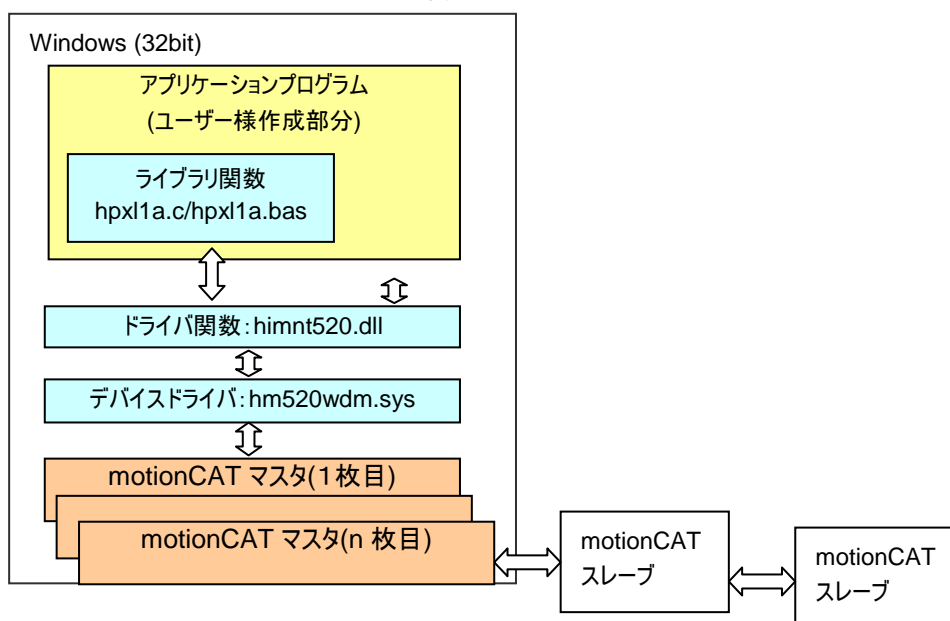 Windows (32bit)
アプリケーションプログラム
(ユーザー様作成部分)
ライブラリ関数
hpxl1a.c/hpxl1a.bas
ドライバ関数:himnt520.dll
デバイスドライバ:hm520wdm.sys
motionCAT マスタ(１枚目)
motionCAT マスタ(n 枚目)
motionCAT
スレーブ
motionCAT
スレーブ